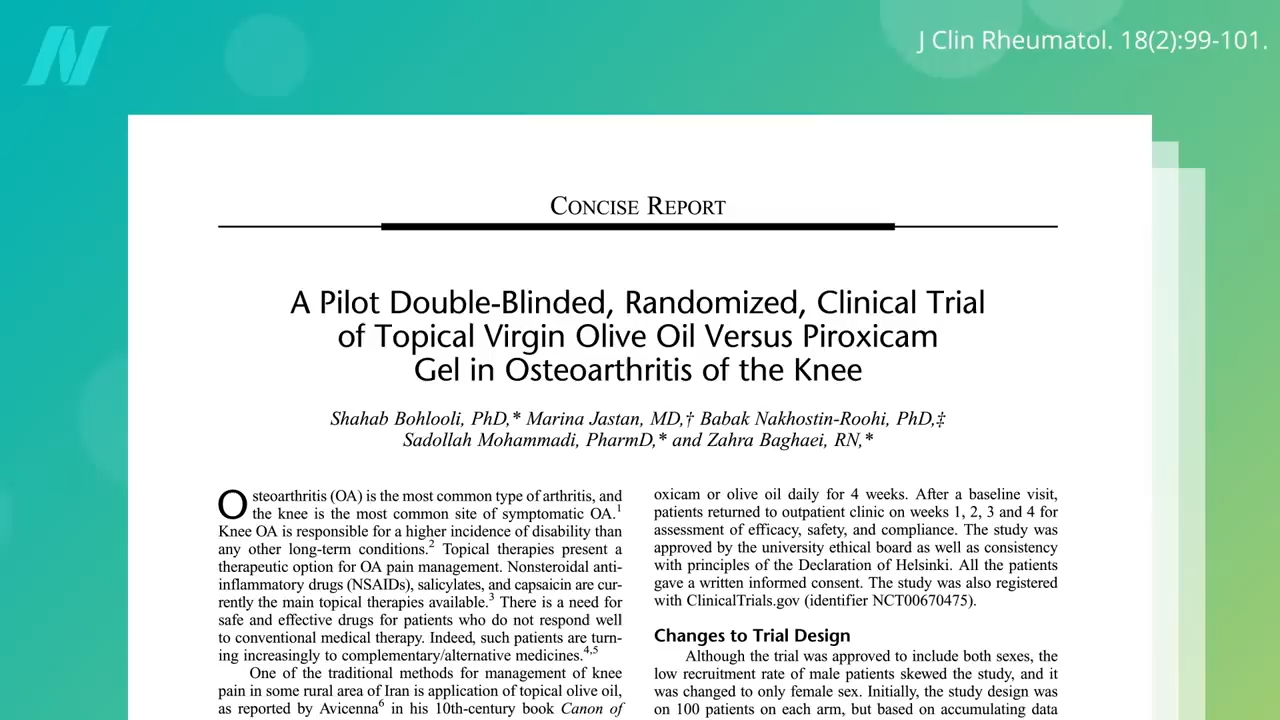 J Clin Rheumatol. 18(2):99-101.
CONCISE REPORT
A Pilot Double-Blinded, Randomized, Clinical Trial
of Topical Virgin Olive Oil Versus Piroxicam
Gel in Osteoarthritis of the Knee
Shahab Bohlooli, PhD,* Marina Jastan, MD,† Babak Nakhostin-Roohi, PhD,‡
Sadollah Mohammadi, PharmD,* and Zahra Baghaei, RN,*
Osteoarthritis (OA) is the most common type of arthritis, and
the knee is the most common site of symptomatic OA.1
Knee OA is responsible for a higher incidence of disability than
any other long-term conditions.2 Topical therapies present a
therapeutic option for OA pain management. Nonsteroidal anti-
inflammatory drugs (NSAIDs), salicylates, and capsaicin are cur-
rently the main topical therapies available.3 There is a need for
safe and effective drugs for patients who do not respond well
to conventional medical therapy. Indeed, such patients are turn-
ing increasingly to complementary/alternative medicines.4,5
One of the traditional methods for management of knee
pain in some rural area of Iran is application of topical olive oil,
as reported by Avicenna6 in his 10th-century book Canon of
oxicam or olive oil daily for 4 weeks. After a baseline visit,
patients returned to outpatient clinic on weeks 1, 2, 3 and 4 for
assessment of efficacy, safety, and compliance. The study was
approved by the university ethical board as well as consistency
with principles of the Declaration of Helsinki. All the patients
gave a written informed consent. The study was also registered
with ClinicalTrials.gov (identifier NCT00670475).
Changes to Trial Design
Although the trial was approved to include both sexes, the
low recruitment rate of male patients skewed the study, and it
was changed to only female sex. Initially, the study design was
on 100 patients on each arm, but based on accumulating data